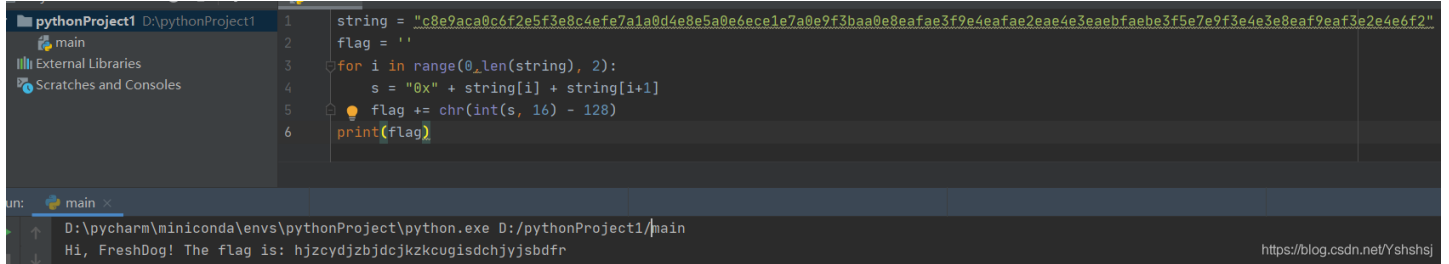 pythonProject1 D:\pythonProject1
main
External Libraries
Scratches and Consoles
1 string = "c8e9aca0c6f2e5f3e8c4efe7a1a0d4e8e5a0e6ece1e7a0e9f3baa0e8eafae3f9e4eafae2eae4e3eaebfaebe3f5e7e9f3e4e3e8eaf9eaf3e2e4e6f2"
2 flag = ''
3 for i in range(0,len(string), 2):
4 s = "0x" + string[i] + string[i+1]
5 flag += chr(int(s, 16) - 128)
6 print(flag)
un: main ×
D:\pycharm\miniconda\envs\pythonProject\python.exe D:/pythonProject1/main
Hi, FreshDog! The flag is: hjzcydjzbjdcjkzkcugisdchjyjsbdfr
https://blog.csdn.net/Yshshsj